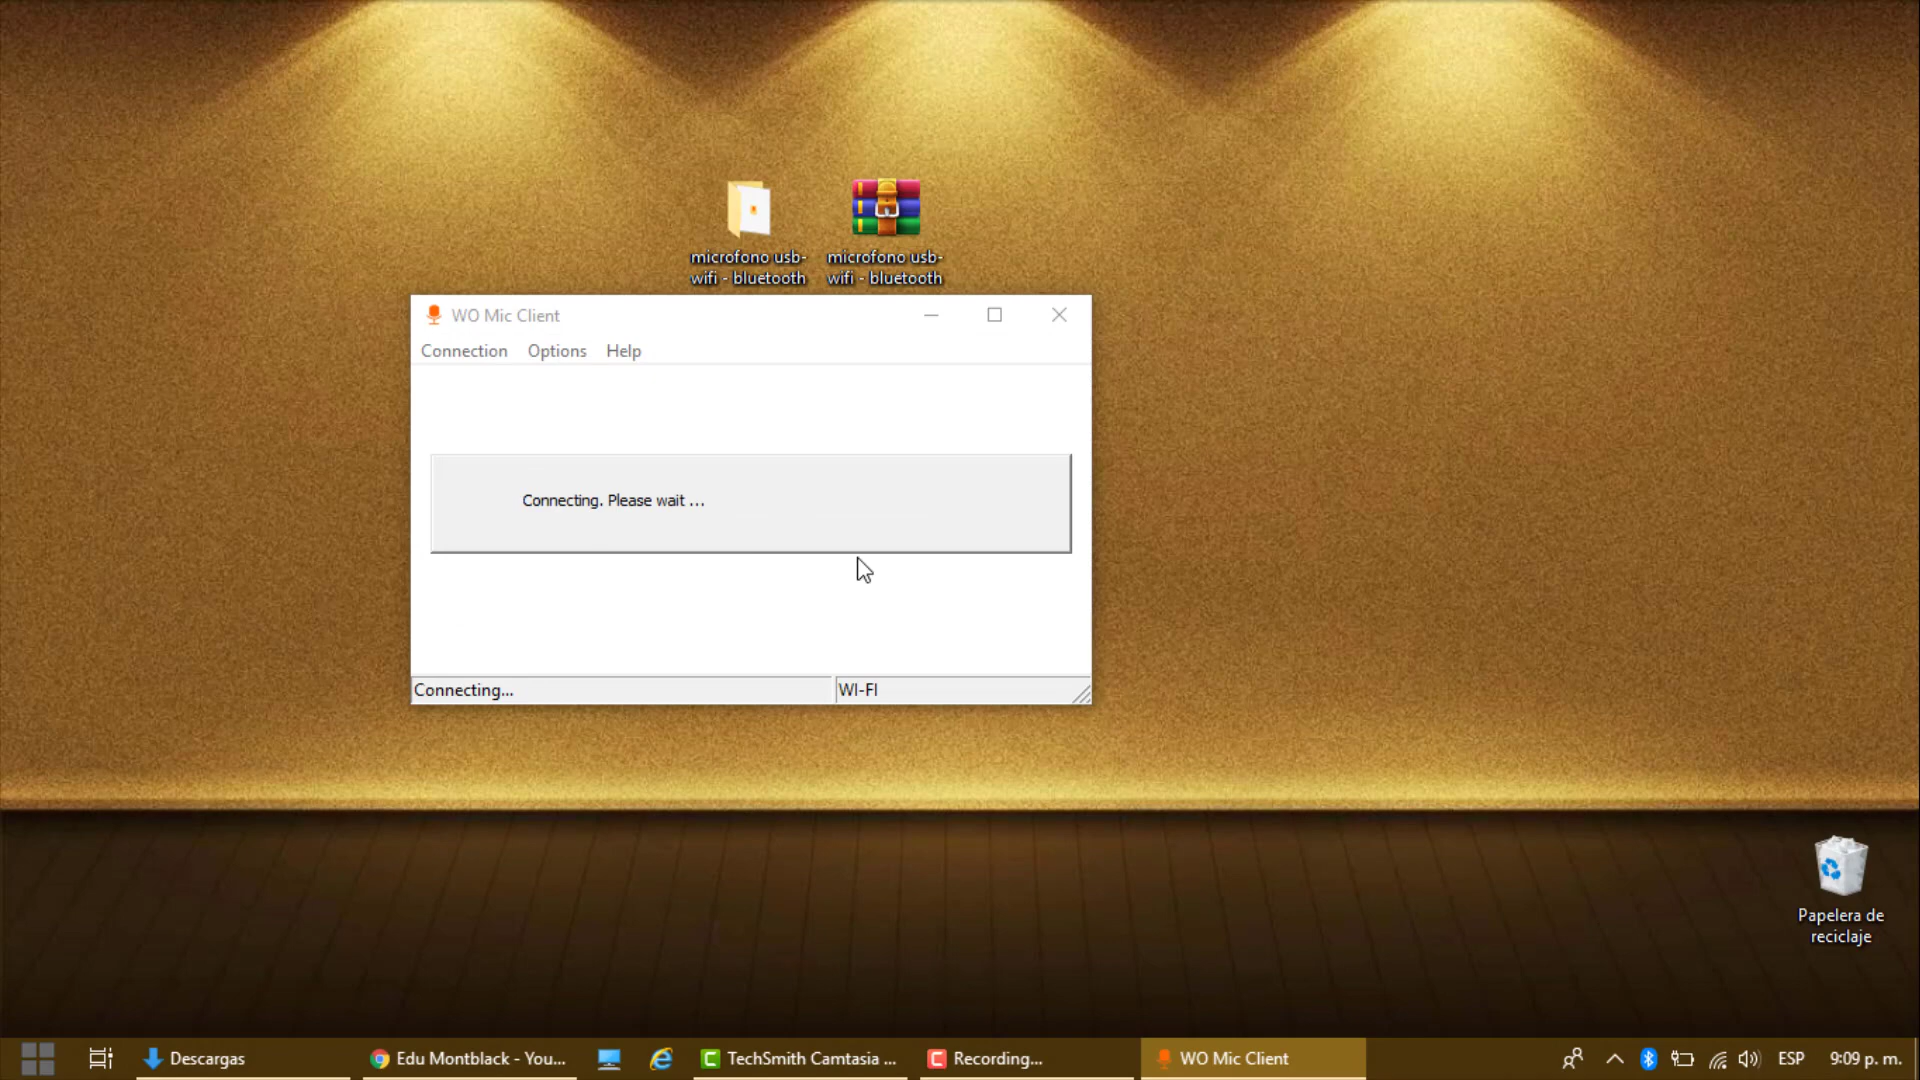 microfono usb-
wifi - bluetooth
microfono usb-
wifi - bluetooth
WO Mic Client
Connection Options Help
Connecting. Please wait ...
Connecting...
WI-FI
Papelera de
reciclaje
Descargas
Edu Montblack - You...
TechSmith Camtasia ...
Recording...
WO Mic Client
ESP
9:09 p. m.